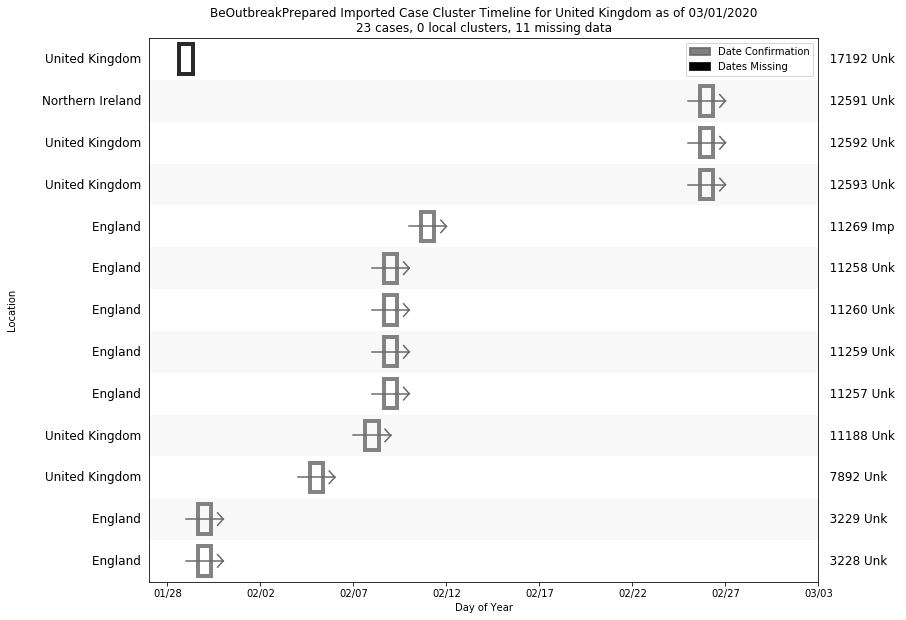 BeOutbreakPrepared Imported Case Cluster Timeline for United Kingdom as of 03/01/2020
23 cases, 0 local clusters, 11 missing data
Date Confirmation
Dates Missing
United Kingdom 17192 Unk
Northern Ireland 12591 Unk
United Kingdom 12592 Unk
United Kingdom 12593 Unk
England 11269 Imp
England 11258 Unk
England 11260 Unk
England 11259 Unk
England 11257 Unk
United Kingdom 11188 Unk
United Kingdom 7892 Unk
England 3229 Unk
England 3228 Unk
Location
01/28 02/02 02/07 02/12 02/17 02/22 02/27 03/03
Day of Year